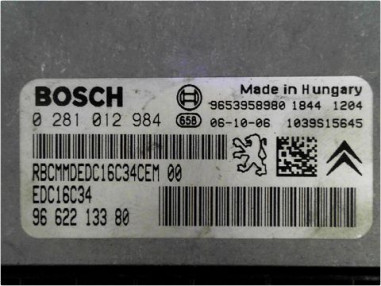 BOSCH
Made in Hungary
9653958980 1844 1204
0 281 012 984
658
06-10-06 1039S15645
RBCMMDEDC16C34CEM 00
EDC16C34
96 622 133 80